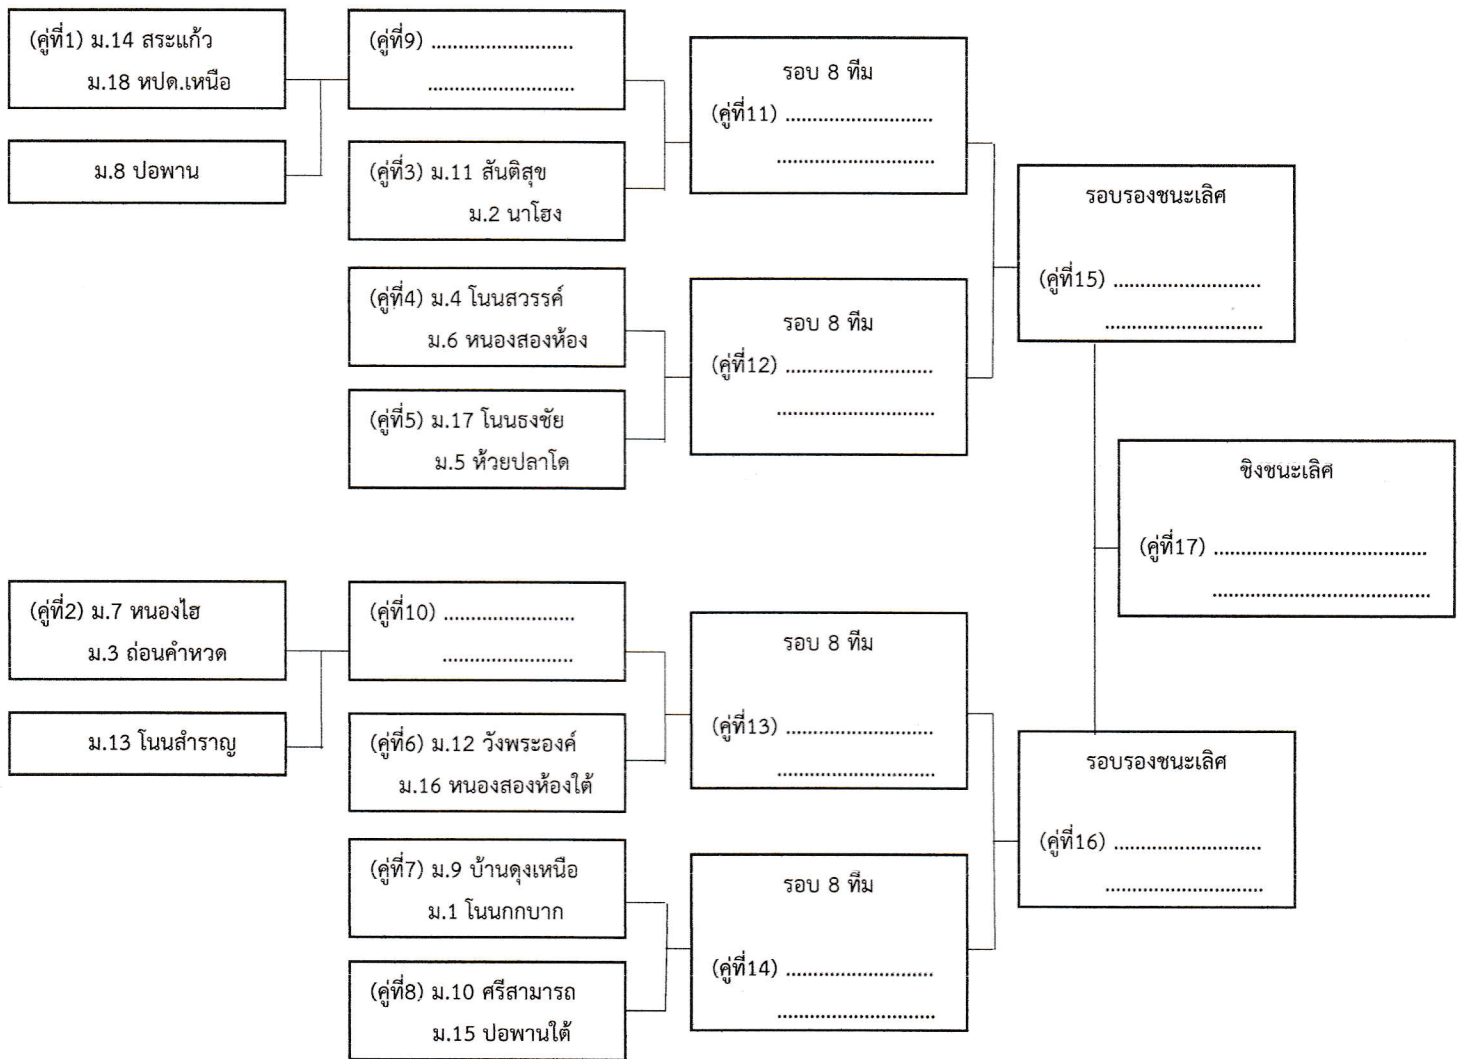 (คู่ที่1) ม.14 สระแก้ว
ม.18 หปด.เหนือ
ม.8 ปอพาน
(คู่ที่9) ..........................
...........................
(คู่ที่3) ม.11 สันติสุข
ม.2 นาโฮง
(คู่ที่4) ม.4 โนนสวรรค์
ม.6 หนองสองห้อง
(คู่ที่5) ม.17 โนนธงชัย
ม.5 ห้วยปลาโด
รอบ 8 ทีม
(คู่ที่11) ...........................
.............................
รอบ 8 ทีม
(คู่ที่12) ...........................
.............................
รอบรองชนะเลิศ
(คู่ที่15) ...........................
.............................
ชิงชนะเลิศ
(คู่ที่17) .......................................
........................................
(คู่ที่2) ม.7 หนองไฮ
ม.3 ถ่อนคำหวด
ม.13 โนนสำราญ
(คู่ที่10) ........................
........................
(คู่ที่6) ม.12 วังพระองค์
ม.16 หนองสองห้องใต้
(คู่ที่7) ม.9 บ้านดุงเหนือ
ม.1 โนนกกบาก
(คู่ที่8) ม.10 ศรีสามารถ
ม.15 ปอพานใต้
รอบ 8 ทีม
(คู่ที่13) ...........................
.............................
รอบ 8 ทีม
(คู่ที่14) ...........................
.............................
รอบรองชนะเลิศ
(คู่ที่16) ...........................
.............................